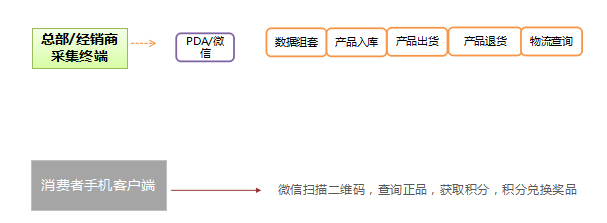 总部/经销商
采集终端
PDA/微
信
数据组套
产品入库
产品出货
产品退货
物流查询
消费者手机客户端
微信扫描二维码，查询正品，获取积分，积分兑换奖品